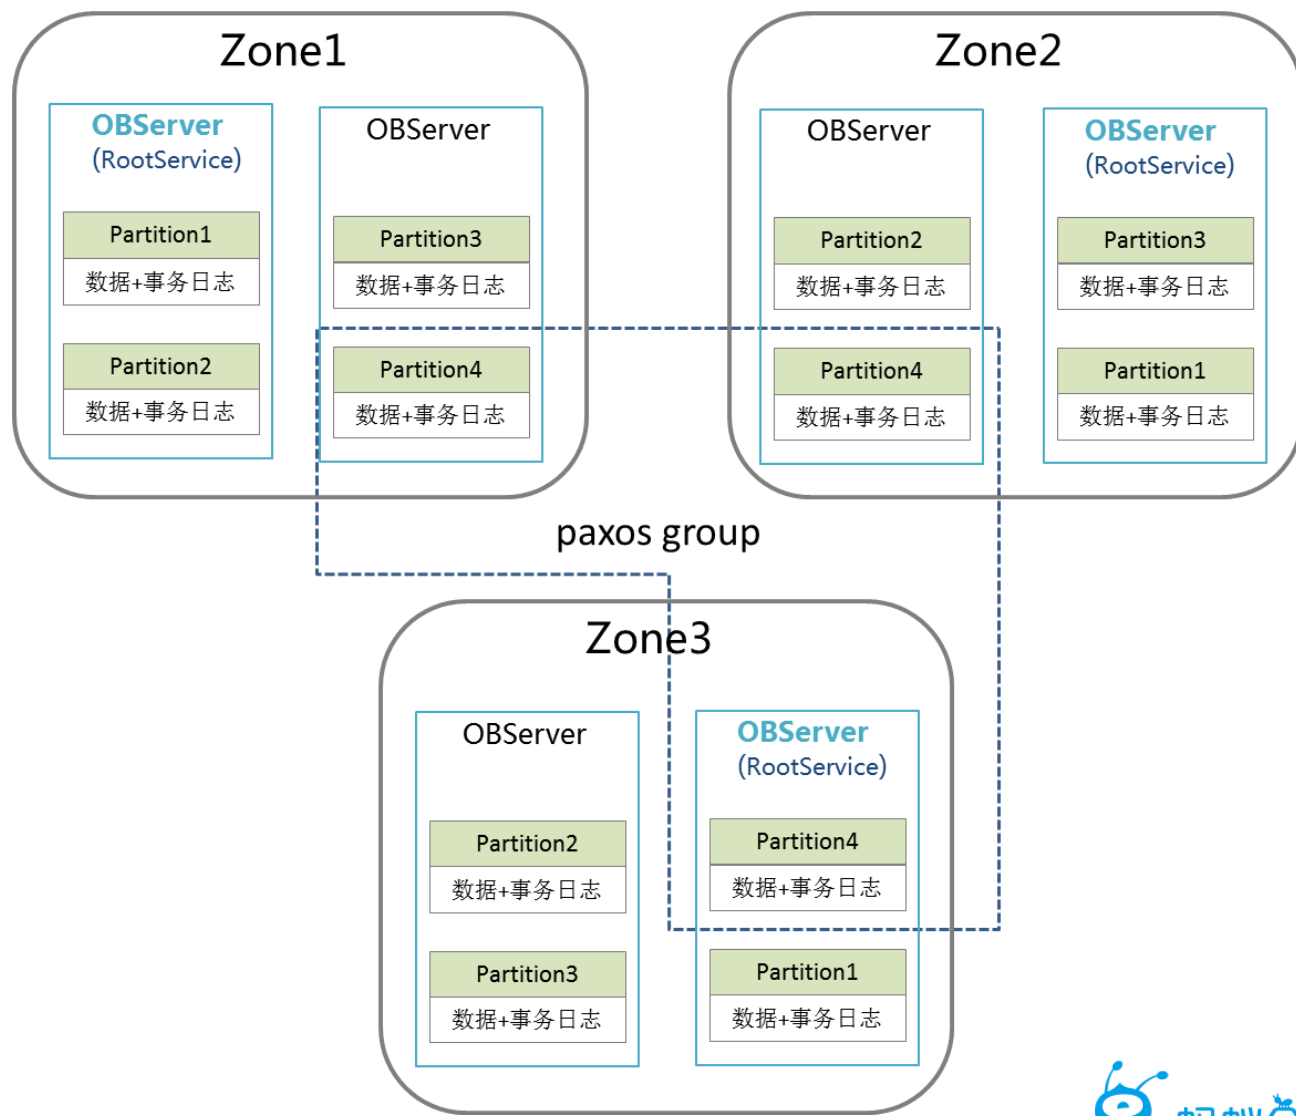 Zone1
OBServer
(RootService)
Partition1
数据+事务日志
Partition2
数据+事务日志
OBServer
Partition3
数据+事务日志
Partition4
数据+事务日志
Zone2
OBServer
Partition2
数据+事务日志
Partition4
数据+事务日志
OBServer
(RootService)
Partition3
数据+事务日志
Partition1
数据+事务日志
paxos group
Zone3
OBServer
Partition2
数据+事务日志
Partition3
数据+事务日志
OBServer
(RootService)
Partition4
数据+事务日志
Partition1
数据+事务日志